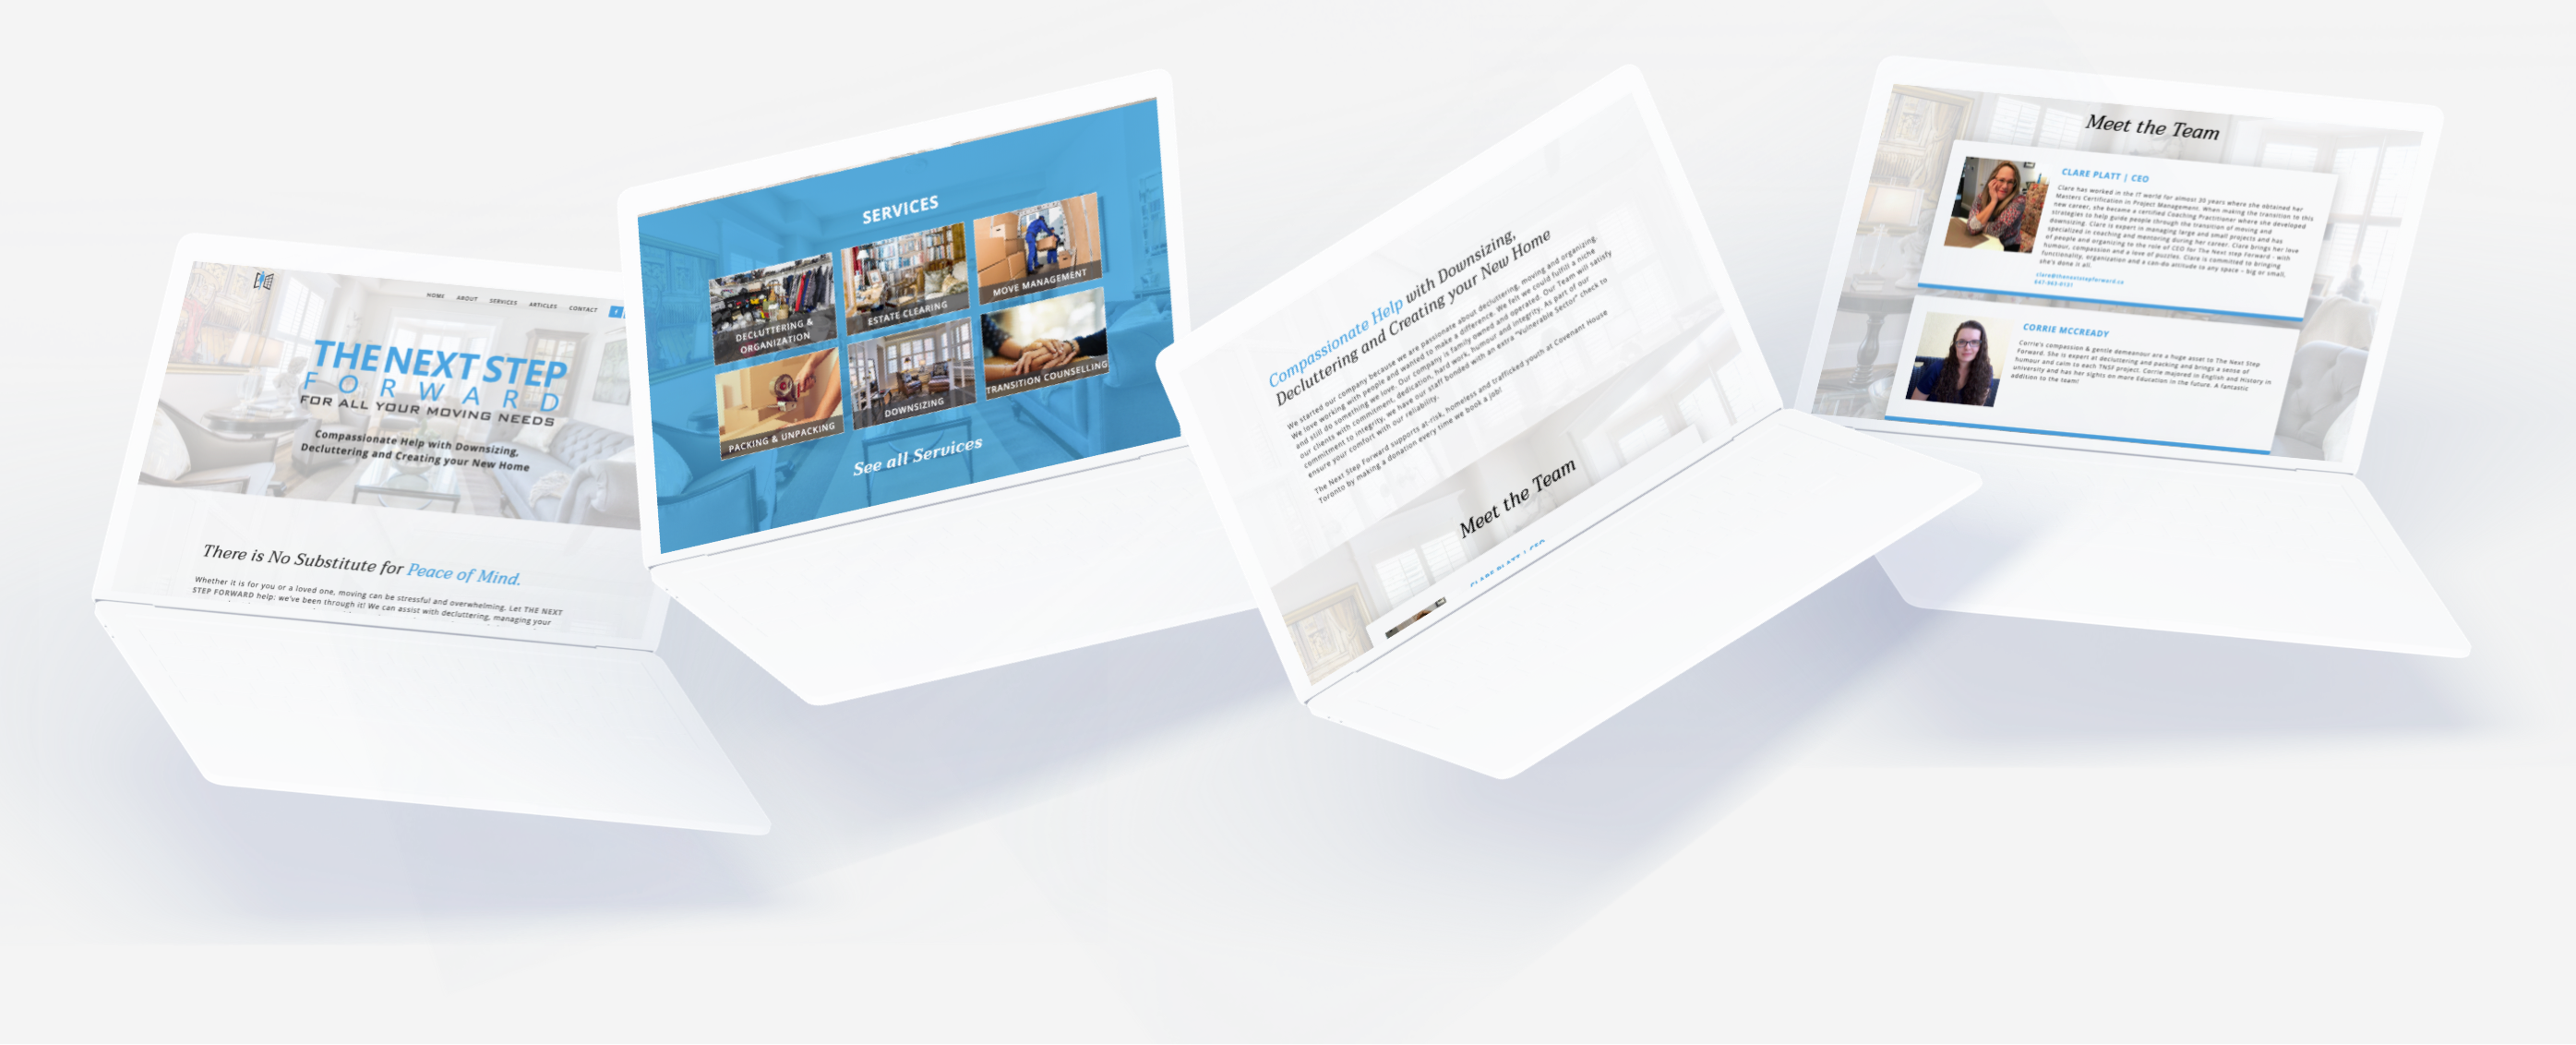 HOME ABOUT SERVICES ARTICLES CONTACT
THE NEXT STEP
FORWARD
FOR ALL YOUR MOVING NEEDS
Compassionate Help with Downsizing,
Decluttering and Creating your New Home
There is No Substitute for Peace of Mind.
Whether it is for you or a loved one, moving can be stressful and overwhelming. Let THE NEXT
STEP FORWARD help: we've been through it! We can assist with decluttering, managing your
SERVICES
DECLUTTERING &
ORGANIZATION
ESTATE CLEARING
MOVE MANAGEMENT
PACKING & UNPACKING
DOWNSIZING
TRANSITION COUNSELLING
See all Services
Compassionate Help with Downsizing,
Decluttering and Creating your New Home
We started our company because we are passionate about decluttering, moving and organizing.
We love working with people and wanted to make a difference. We felt we could fulfill a niche
and still do something we love. Our company is family owned and operated. Our Team will satisfy
our clients with commitment, dedication, hard work, humour and integrity. As part of our
commitment to integrity, we have our staff bonded with an extra "Vulnerable Sector" check to
ensure your comfort with our reliability.
The Next Step Forward supports at-risk, homeless and trafficked youth at Covenant House
Toronto by making a donation every time we book a job!
Meet the Team
CLARE PLATT | CEO
Meet the Team
CLARE PLATT | CEO
Clare has worked in the IT world for almost 30 years where she obtained her
Masters Certification in Project Management. When making the transition to this
new career, she became a certified Coaching Practitioner where she developed
strategies to help guide people through the transition of moving and
downsizing. Clare is expert in managing large and small projects and has
specialized in coaching and mentoring during her career. Clare brings her love
of people and organizing to the role of CEO for The Next step Forward - with
humour, compassion and a love of puzzles. Clare is committed to bringing
functionality, organization and a can-do attitude to any space - big or small,
she's done it all.
clare@thenextstepforward.co
CORRIE MCCREADY
Corrie's compassion & gentle demeanour are a huge asset to The Next Step
Forward. She is expert at decluttering and packing and brings a sense of
humour and calm to each TNSF project. Corrie majored in English and History in
university and has her sights on more Education in the future. A fantastic
addition to the team!